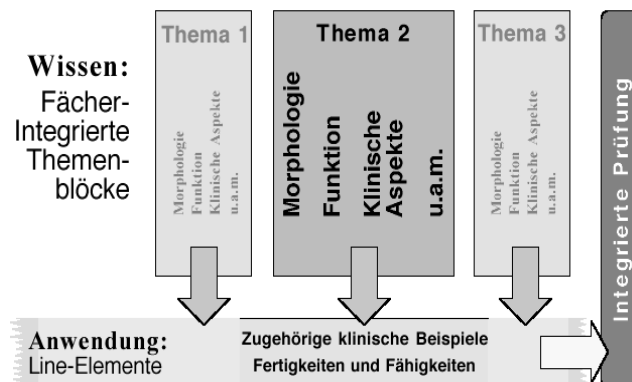 Wissen:
Fächer-
Integrierte
Themen-
blöcke
Thema 1
Morphologie
Funktion
Klinische Aspekte
u.a.m.
Thema 2
Morphologie
Funktion
Klinische
Aspekte
u.a.m.
Thema 3
Morphologie
Funktion
Klinische Aspekte
u.a.m.
Integrierte Prüfung
Anwendung:
Line-Elemente
Zugehörige klinische Beispiele
Fertigkeiten und Fähigkeiten